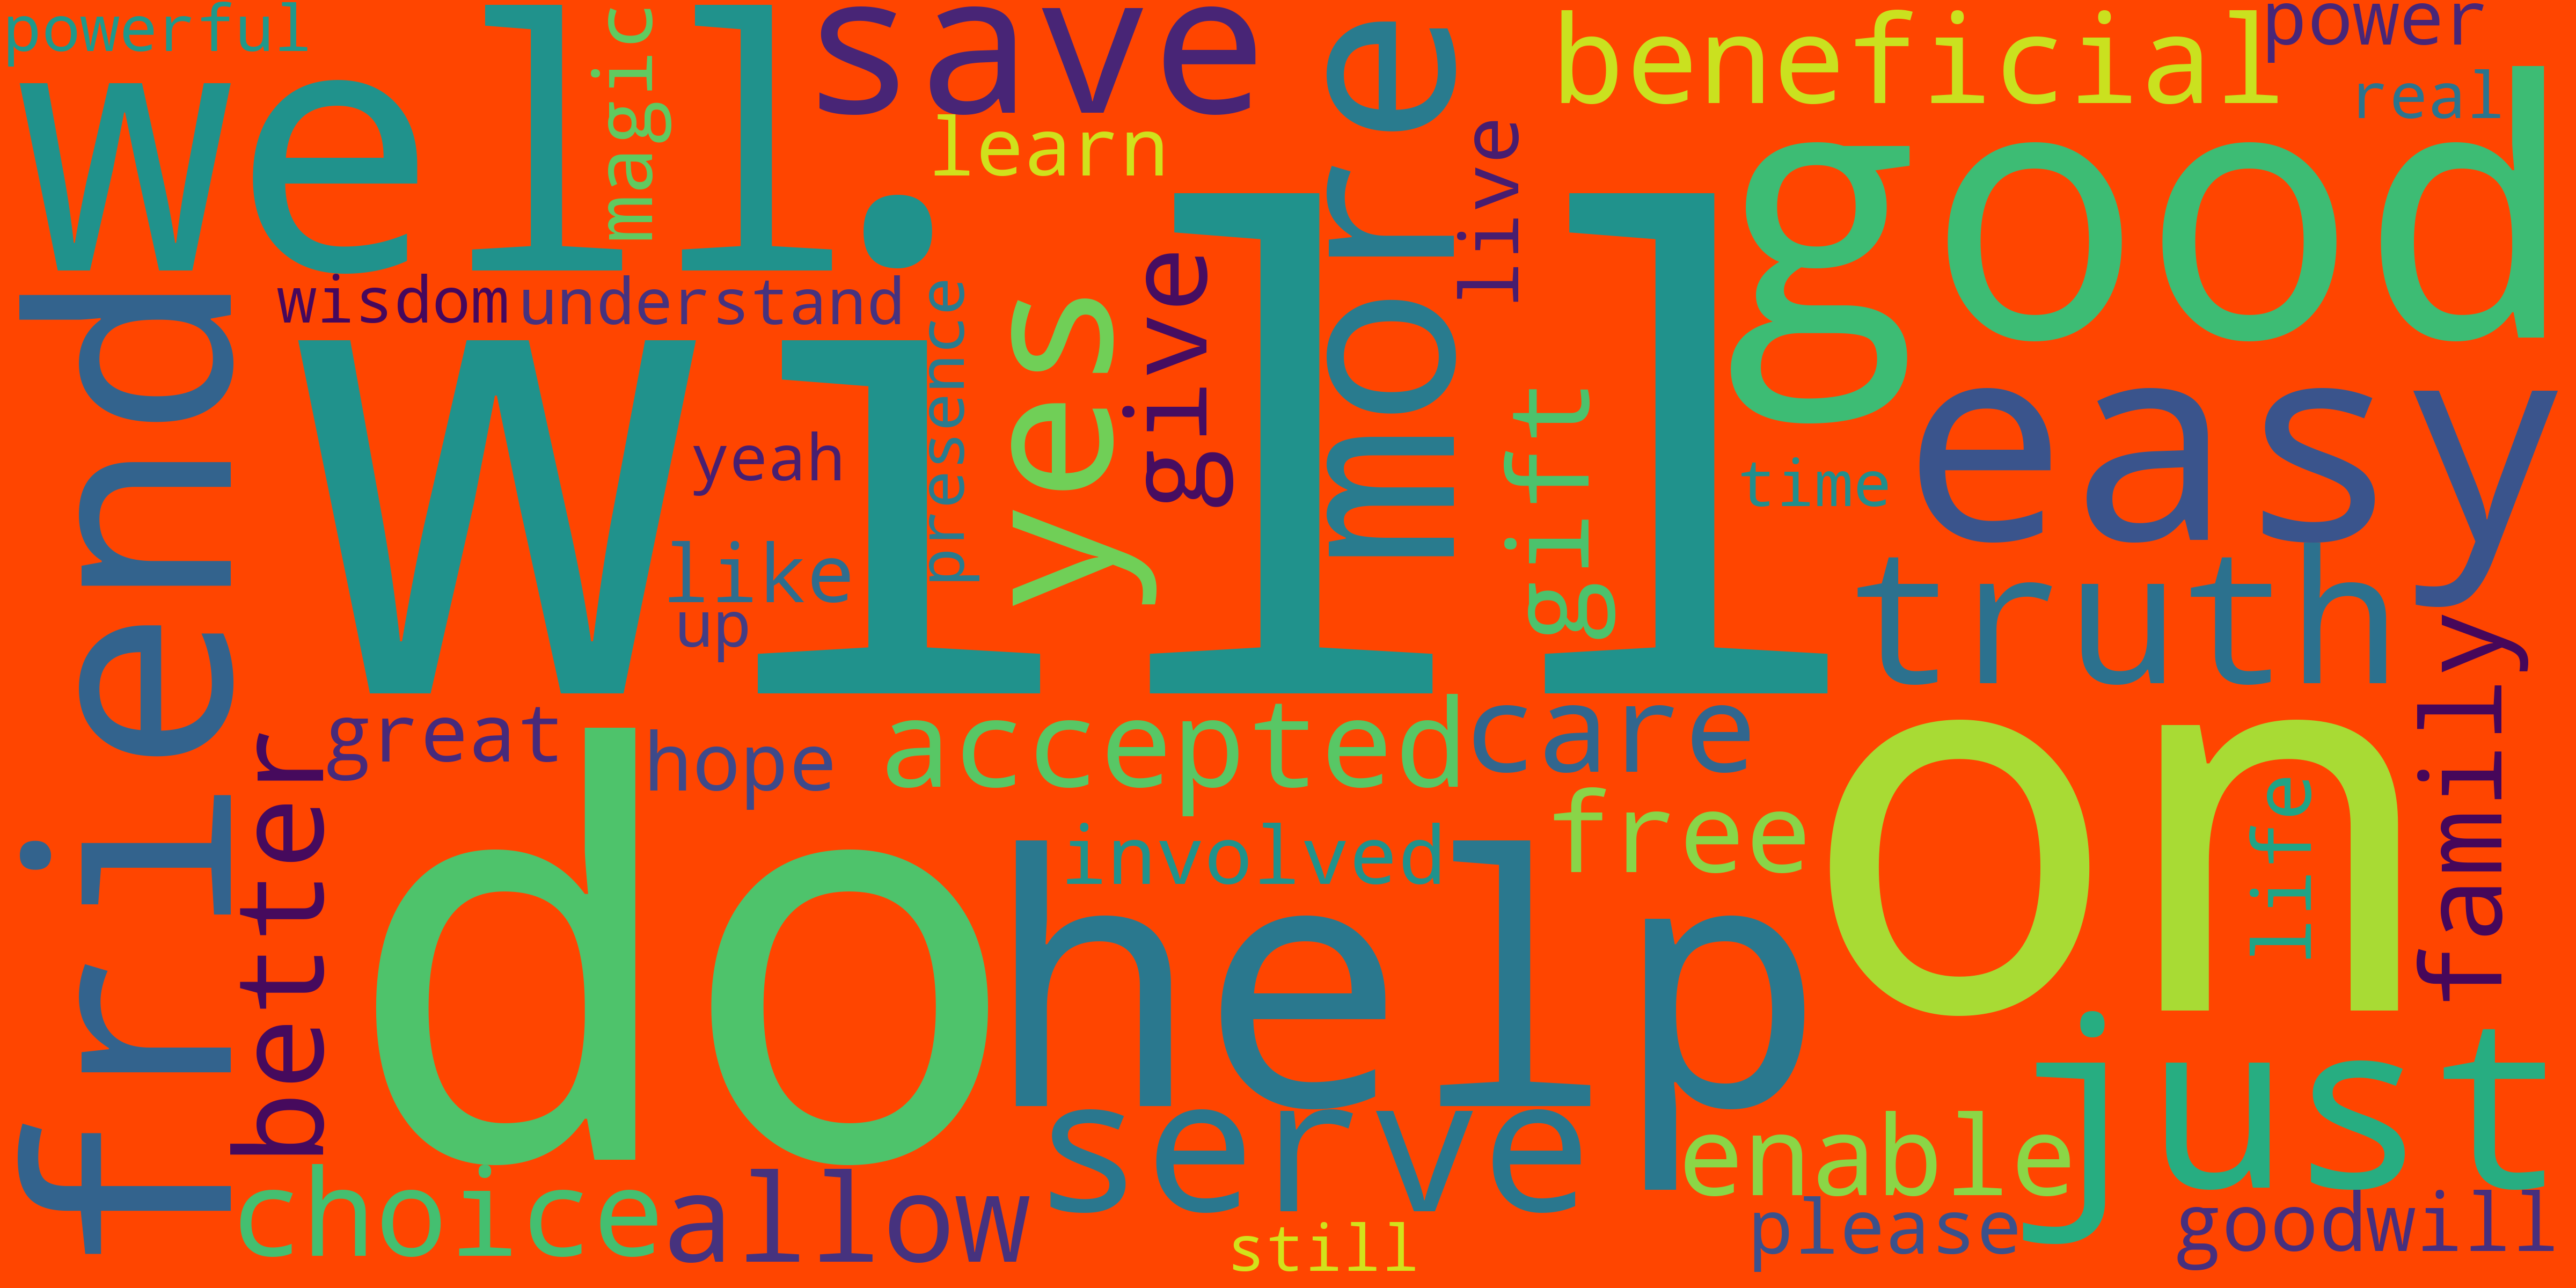 powerful
well.
magic
save
learn
more
live
beneficial
power
real
good
friend
wisdom
understand
presence
yes
give
will
gift
time
easy
yeah
like
up
truth
family
great
hope
accepted
care
better
do
involved
free
on
life
help
just
serve
enable
choice
allow
still
please
goodwill